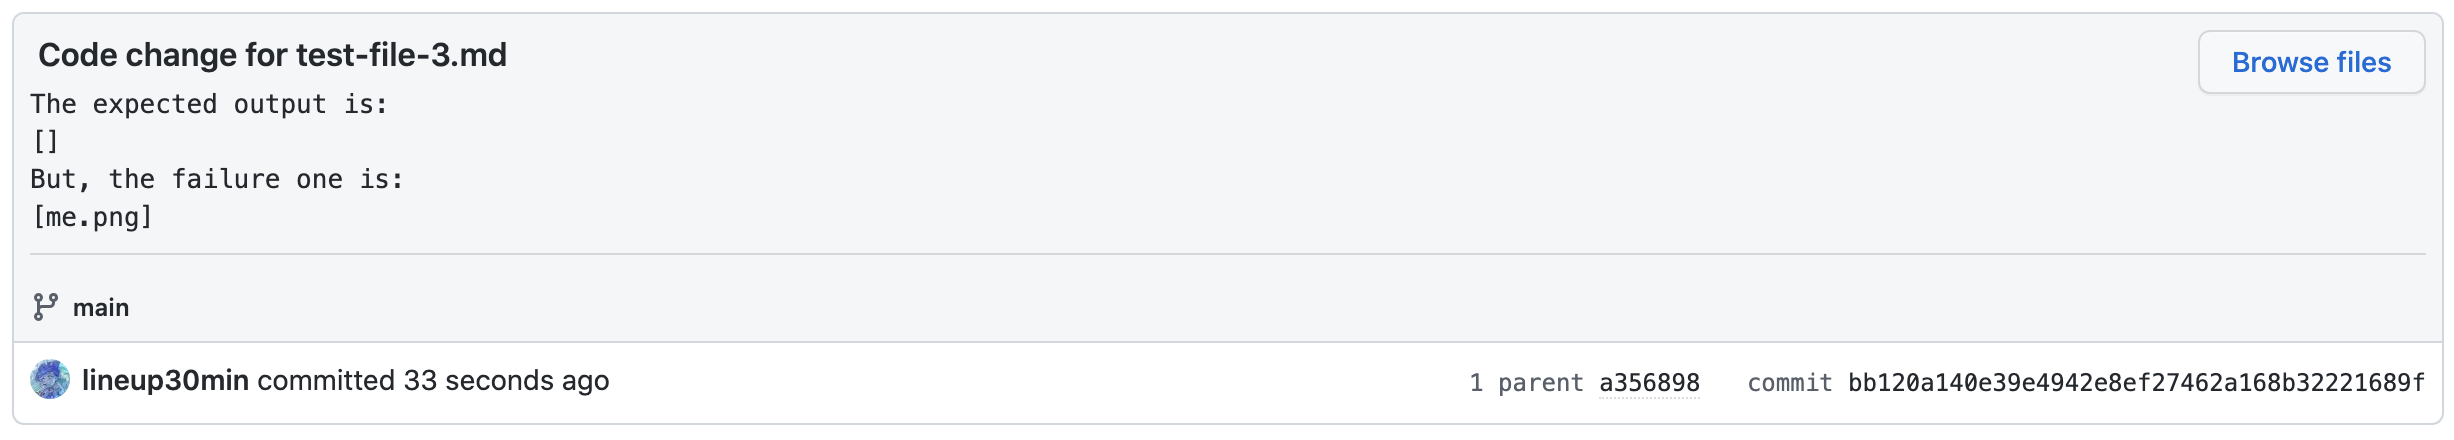 Code change for test-file-3.md
Browse files
The expected output is:
[]
But, the failure one is:
[me.png]
main
lineup30min committed 33 seconds ago
1 parent a356898 commit bb120a140e39e4942e8ef27462a168b32221689f